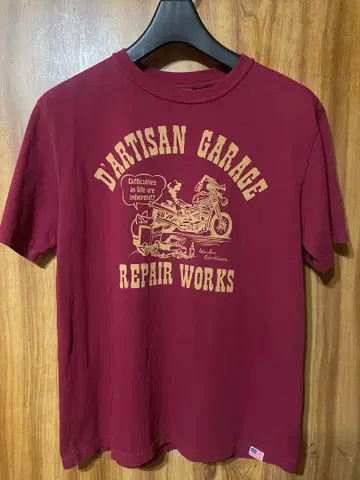 D'ARTISAN GARAGE
Difficulties
in life are
inherent!?
REPAIR WORKS